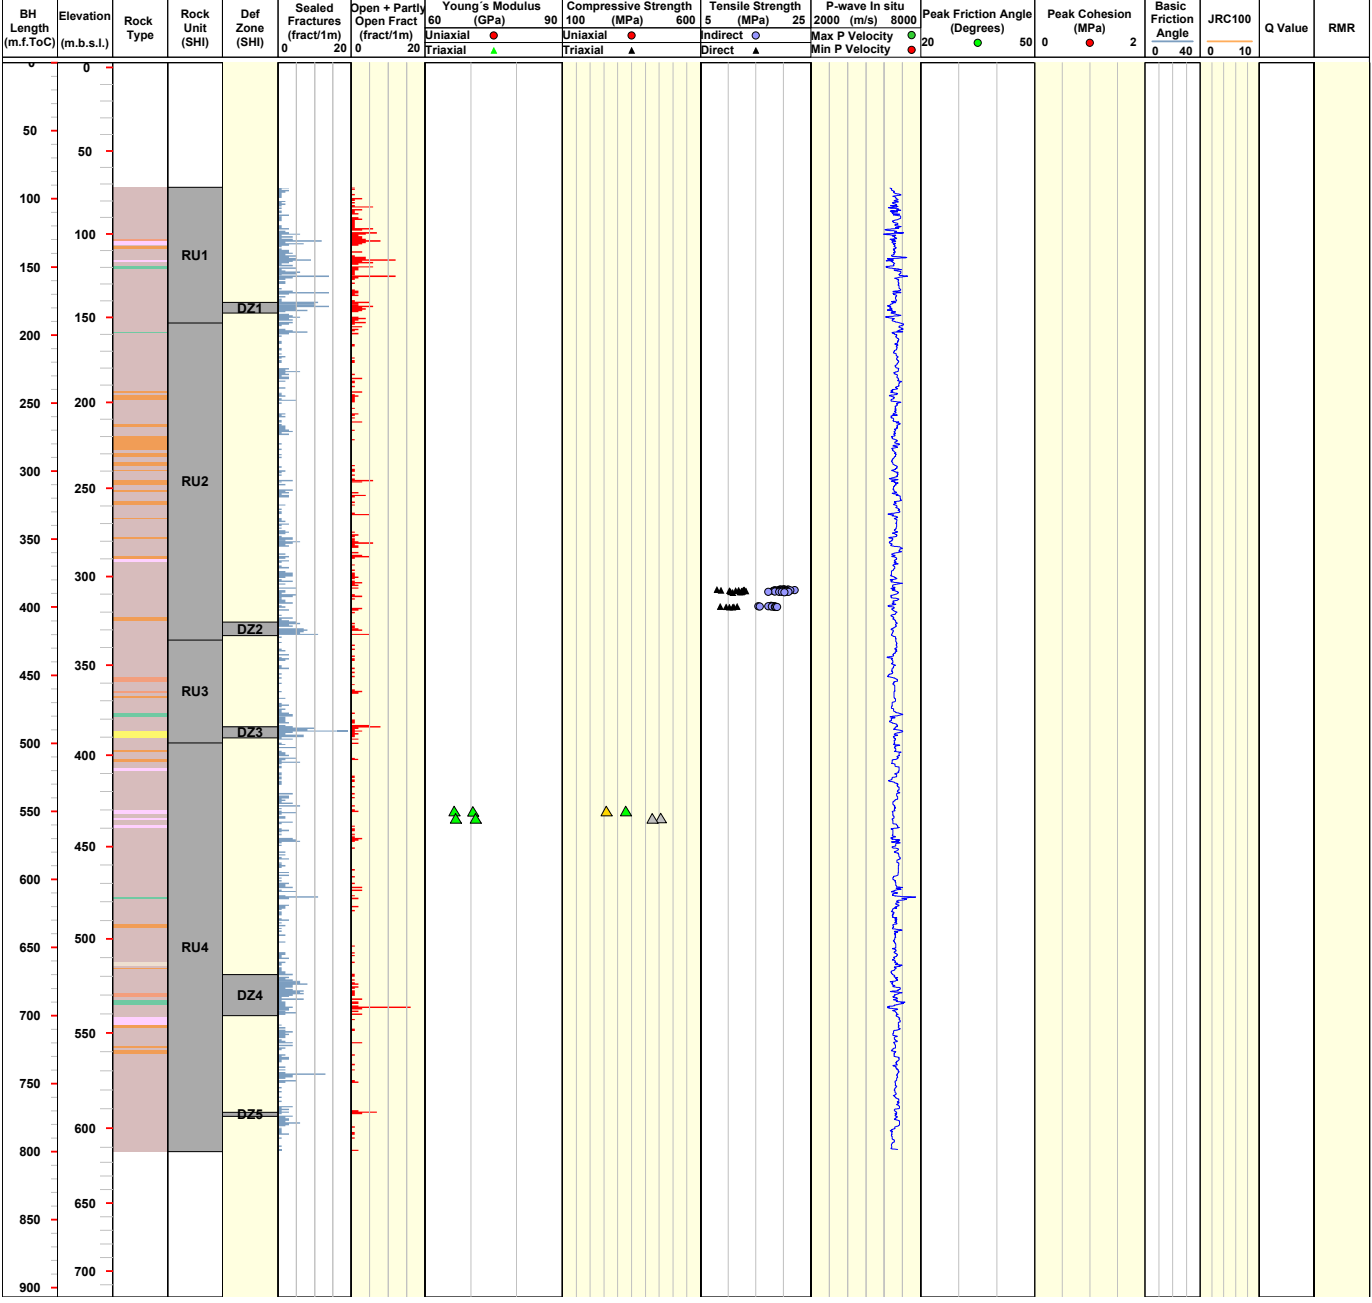 BH Length (m.f.ToC)
Elevation (m.b.s.l.)
Rock Type
Rock Unit (SHI)
Def Zone (SHI)
Sealed Fractures (fract/1m)
0 20
Open + Partly Open Fract (fract/1m)
0 20
Young´s Modulus
60 (GPa) 90
Uniaxial
Triaxial
Compressive Strength
100 (MPa) 600
Uniaxial
Triaxial
Tensile Strength
5 (MPa) 25
Indirect
Direct
P-wave In situ
2000 (m/s) 8000
Max P Velocity
Min P Velocity
Peak Friction Angle
(Degrees)
20 50
Peak Cohesion
(MPa)
0 2
Basic Friction Angle
0 40
JRC100
0 10
Q Value
RMR
0
50
100
150
200
250
300
350
400
450
500
550
600
650
700
750
800
850
900
0
50
100
150
200
250
300
350
400
450
500
550
600
650
700
RU1
RU2
RU3
RU4
DZ1
DZ2
DZ3
DZ4
DZ5